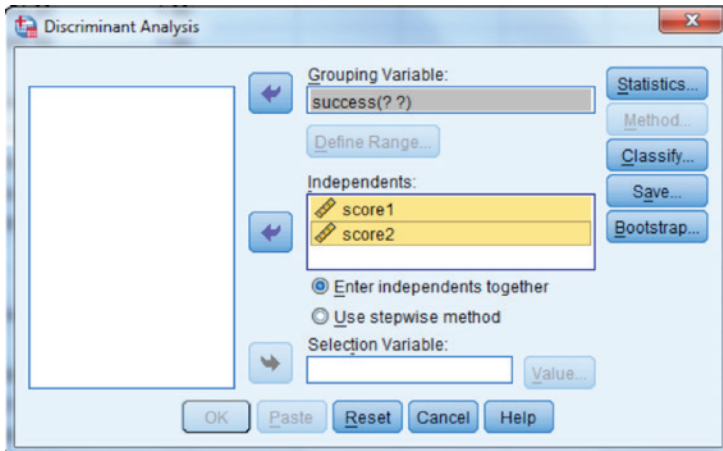 Discriminant Analysis
Grouping Variable:
success(? ?)
Define Range...
Independents:
score1
score2
Enter independents together
Use stepwise method
Selection Variable:
Value...
Statistics...
Method...
Classify...
Save...
Bootstrap...
OK Paste Reset Cancel Help